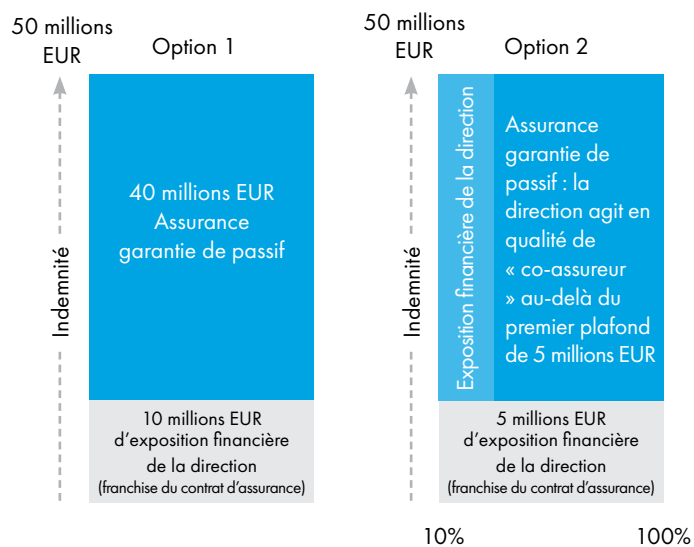 50 millions
EUR
Option 1
Indemnité
40 millions EUR
Assurance
garantie de passif
10 millions EUR
d'exposition financière
de la direction
(franchise du contrat d'assurance)
50 millions
EUR
Option 2
Indemnité
Exposition financière de la direction
Assurance
garantie de
passif : la
direction agit en
qualité de
« co-assureur
» au-delà du
premier plafond
de 5 millions EUR
5 millions EUR
d'exposition financière
de la direction
(franchise du contrat d'assurance)
10%
100%